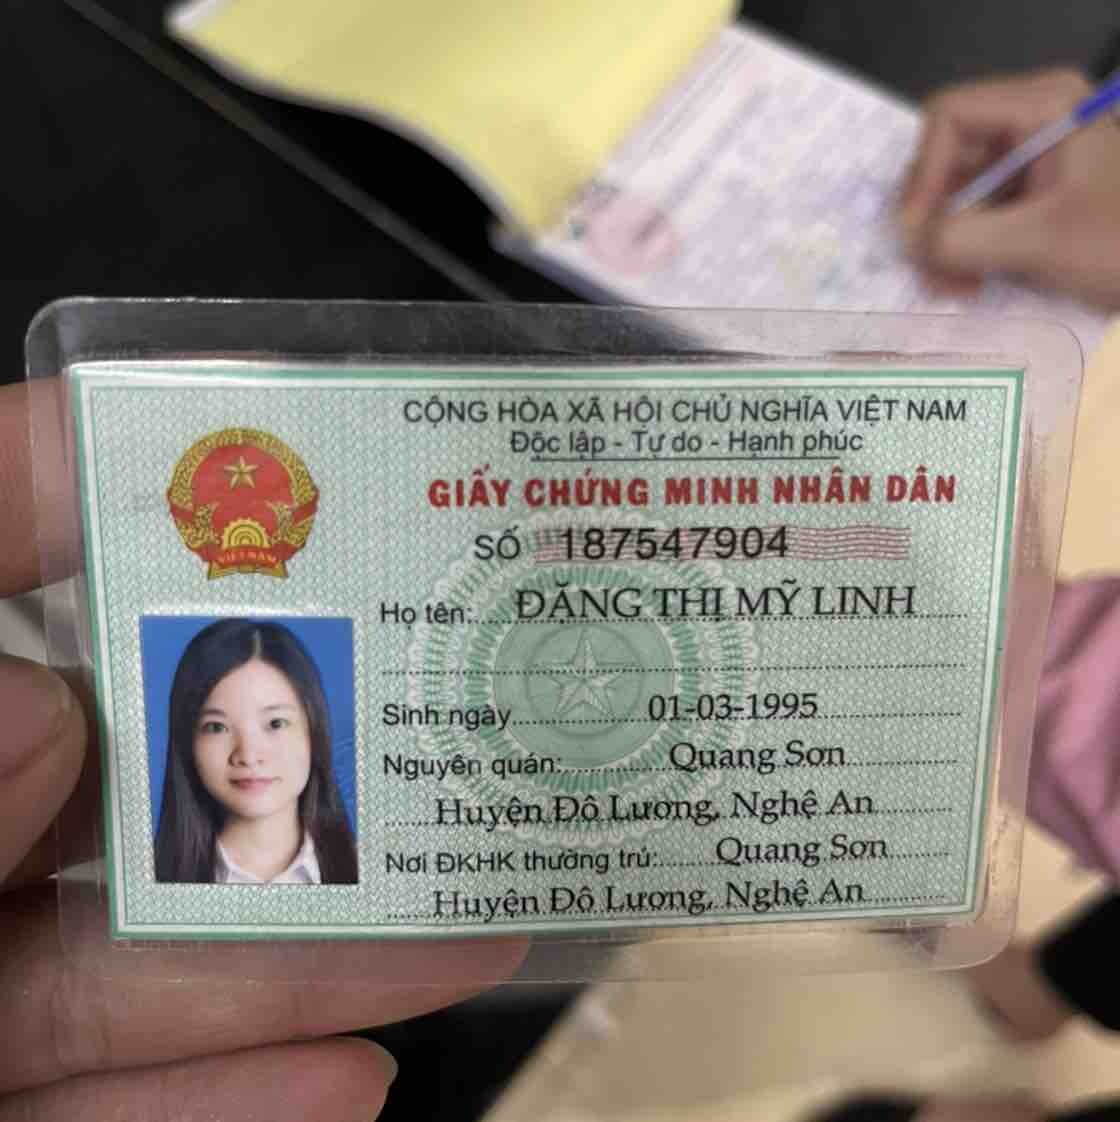 CỘNG HÒA XÃ HỘI CHỦ NGHĨA VIỆT NAM
Độc lập - Tự do - Hạnh phúc
GIẤY CHỨNG MINH NHÂN DÂN
SỐ 187547904
VIỆT NAM
Họ tên: ĐẶNG THỊ MỸ LINH
Sinh ngày 01-03-1995
Nguyên quán: Quang Sơn
Huyện Đô Lương, Nghệ An
Nơi ĐKHK thường trú: Quang Sơn
Huyện Đô Lương, Nghệ An